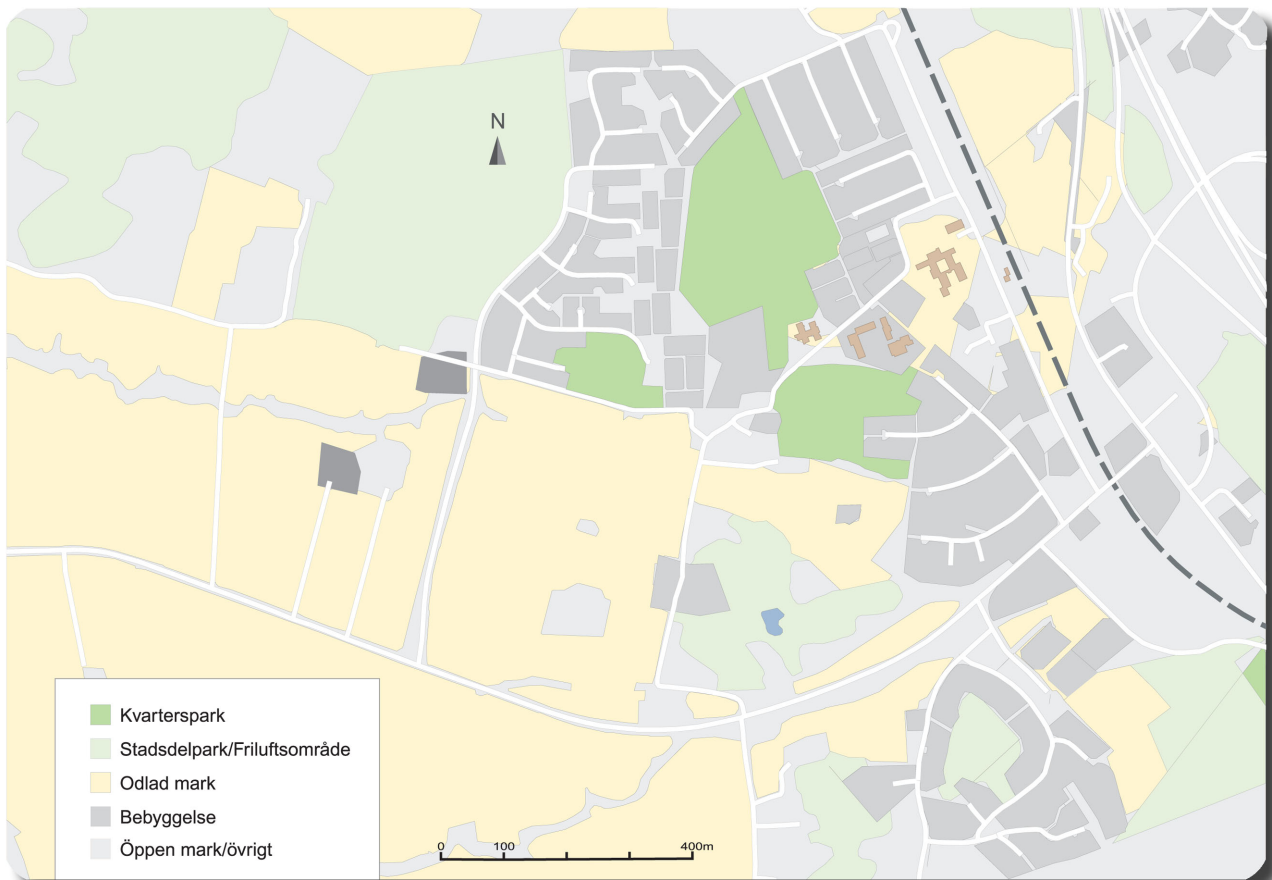 N
Kvarterspark
Stadsdelpark/Friluftsområde
Odlad mark
Bebyggelse
Öppen mark/övrigt
0 100 400m